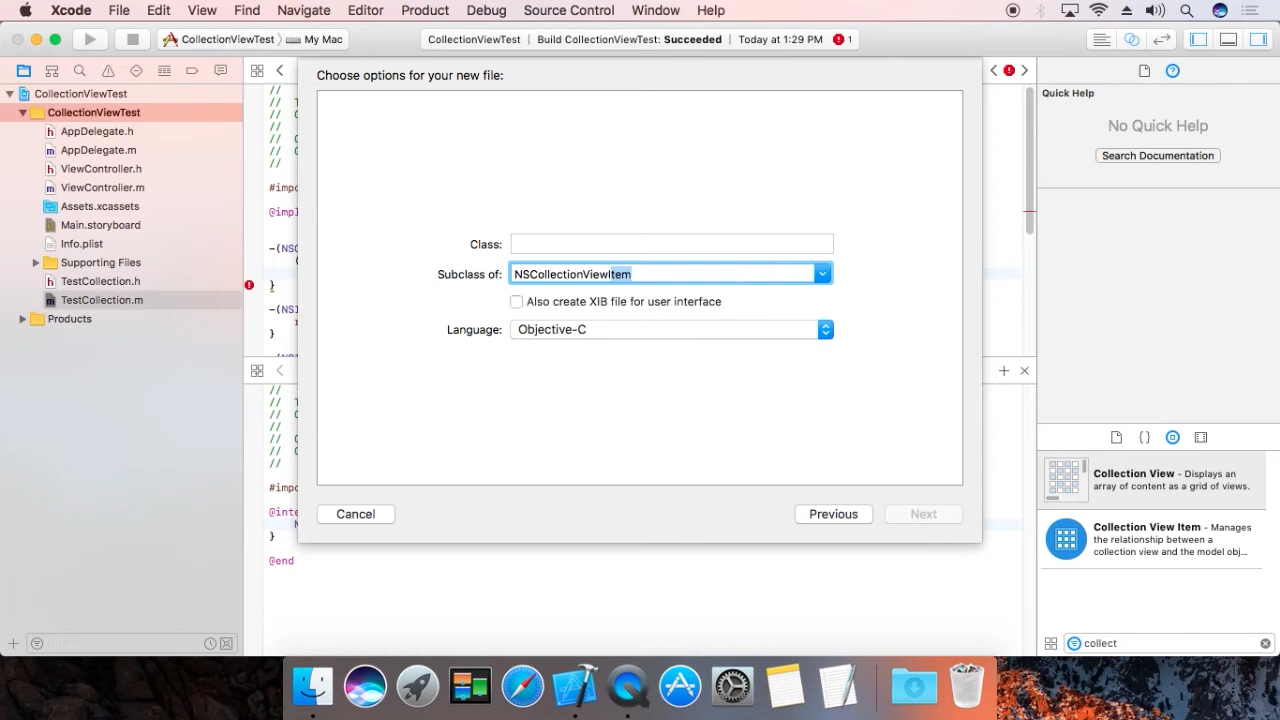 Xcode File Edit View Find Navigate Editor Product Debug Source Control Window Help
CollectionViewTest My Mac
CollectionViewTest Build CollectionViewTest: Succeeded Today at 1:29 PM 1
Choose options for your new file:
Quick Help
No Quick Help
Search Documentation
CollectionViewTest
CollectionViewTest
AppDelegate.h
AppDelegate.m
ViewController.h
ViewController.m
Assets.xcassets
Main.storyboard
Info.plist
Supporting Files
TestCollection.h
TestCollection.m
Products
//
//
//
//
//
#impo
@impl
-(NSC
}
-(NSI
}
//
//
//
//
//
#impo
@inte
}
@end
Class:
Subclass of: NSCollectionViewItem
Also create XIB file for user interface
Language: Objective-C
Cancel Previous Next
Collection View - Displays an
array of content as a grid of views.
Collection View Item - Manages
the relationship between a
collection view and the model obj...
collect